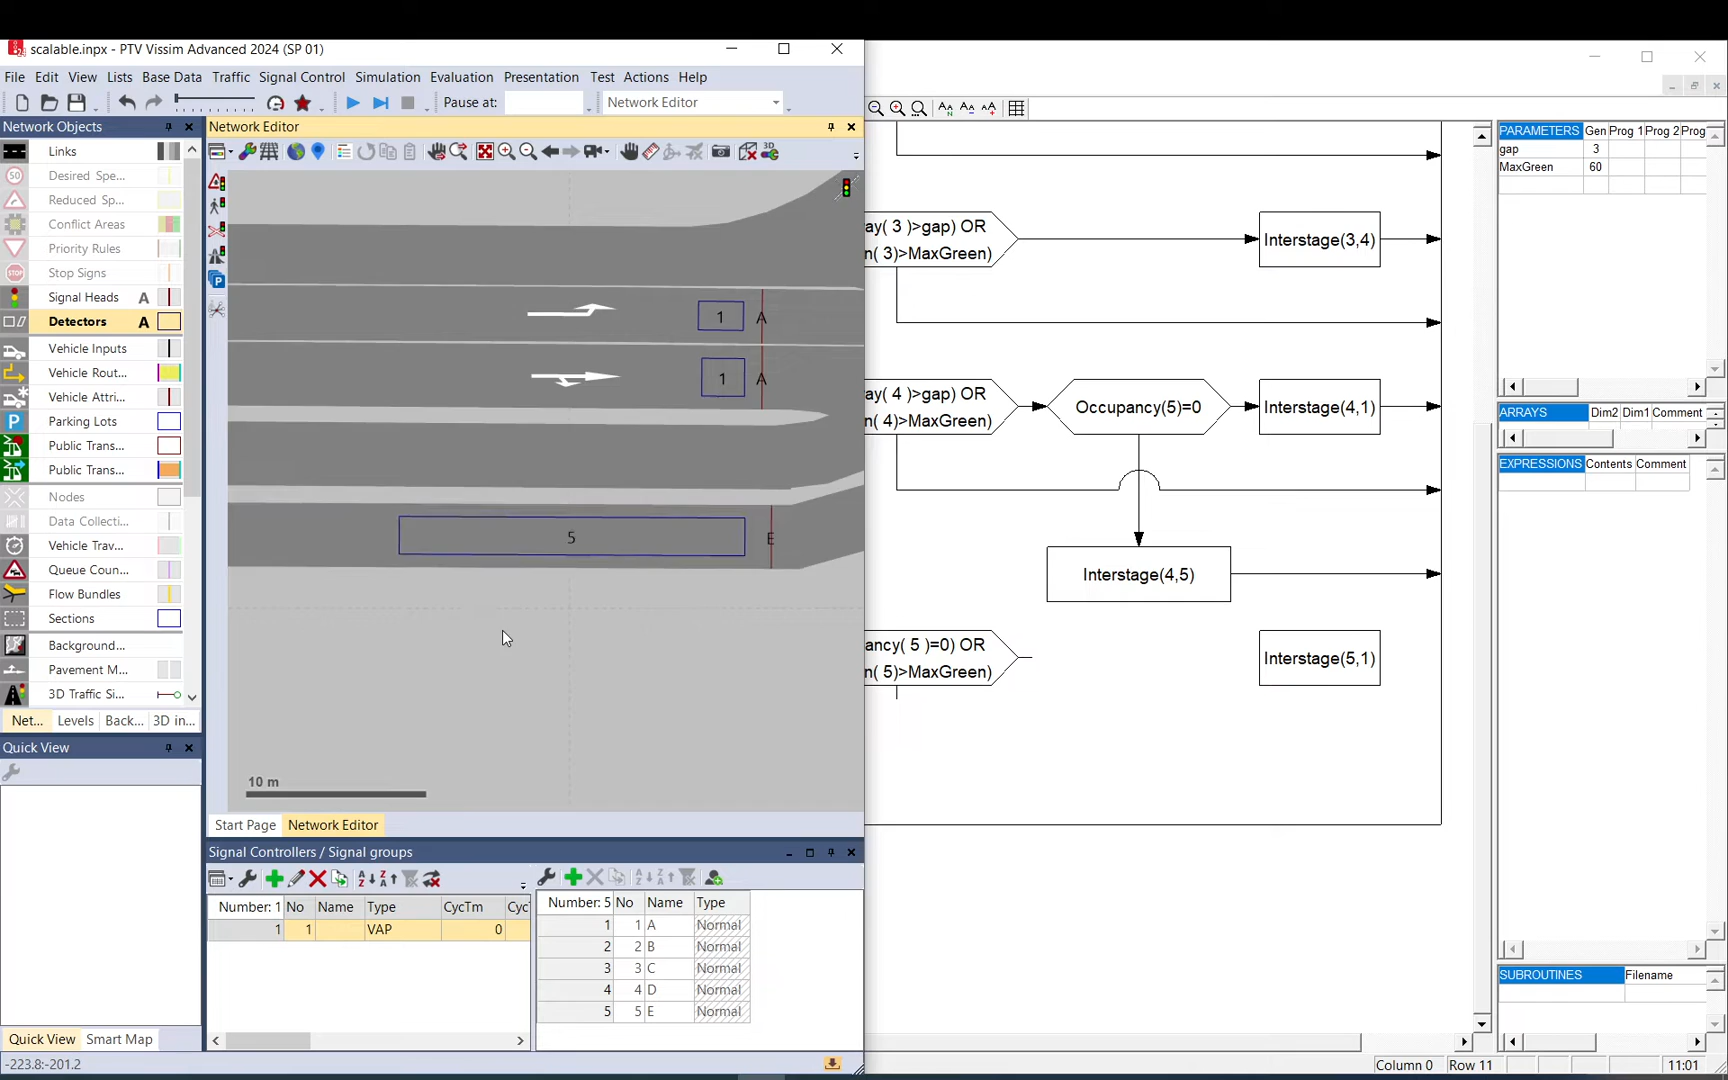 scalable.inpx - PTV Vissim Advanced 2024 (SP 01)
File Edit View Lists Base Data Traffic Signal Control Simulation Evaluation Presentation Test Actions Help
Pause at:
Network Editor
Network Objects
Links
50
Desired Spe...
Reduced Sp...
Conflict Areas
Priority Rules
STOP
Stop Signs
Signal Heads A
Detectors A
Vehicle Inputs
Vehicle Rout...
Vehicle Attri...
P
Parking Lots
Public Trans...
Public Trans...
Nodes
Data Collecti...
Vehicle Trav...
Queue Coun...
Flow Bundles
Sections
Background...
Pavement M...
3D Traffic Si...
Net... Levels Back... 3D in...
Quick View
Quick View Smart Map
-223.8:-201.2
Network Editor
P
1 A
1 A
5 E
10 m
Start Page Network Editor
Signal Controllers / Signal groups
Number: 1 No Name Type CycTm Cyc
1 1 VAP 0
Number: 5 No Name Type
1 1 A Normal
2 2 B Normal
3 3 C Normal
4 4 D Normal
5 5 E Normal
ay( 3 )>gap) OR
n( 3)>MaxGreen)
Interstage(3,4)
ay( 4 )>gap) OR
n( 4)>MaxGreen)
Occupancy(5)=0
Interstage(4,1)
Interstage(4,5)
ancy( 5 )=0) OR
n( 5)>MaxGreen)
Interstage(5,1)
PARAMETERS Gen Prog 1 Prog 2 Prog
gap 3
MaxGreen 60
ARRAYS Dim2 Dim1 Comment
EXPRESSIONS Contents Comment
SUBROUTINES Filename
Column 0 Row 11 11:01